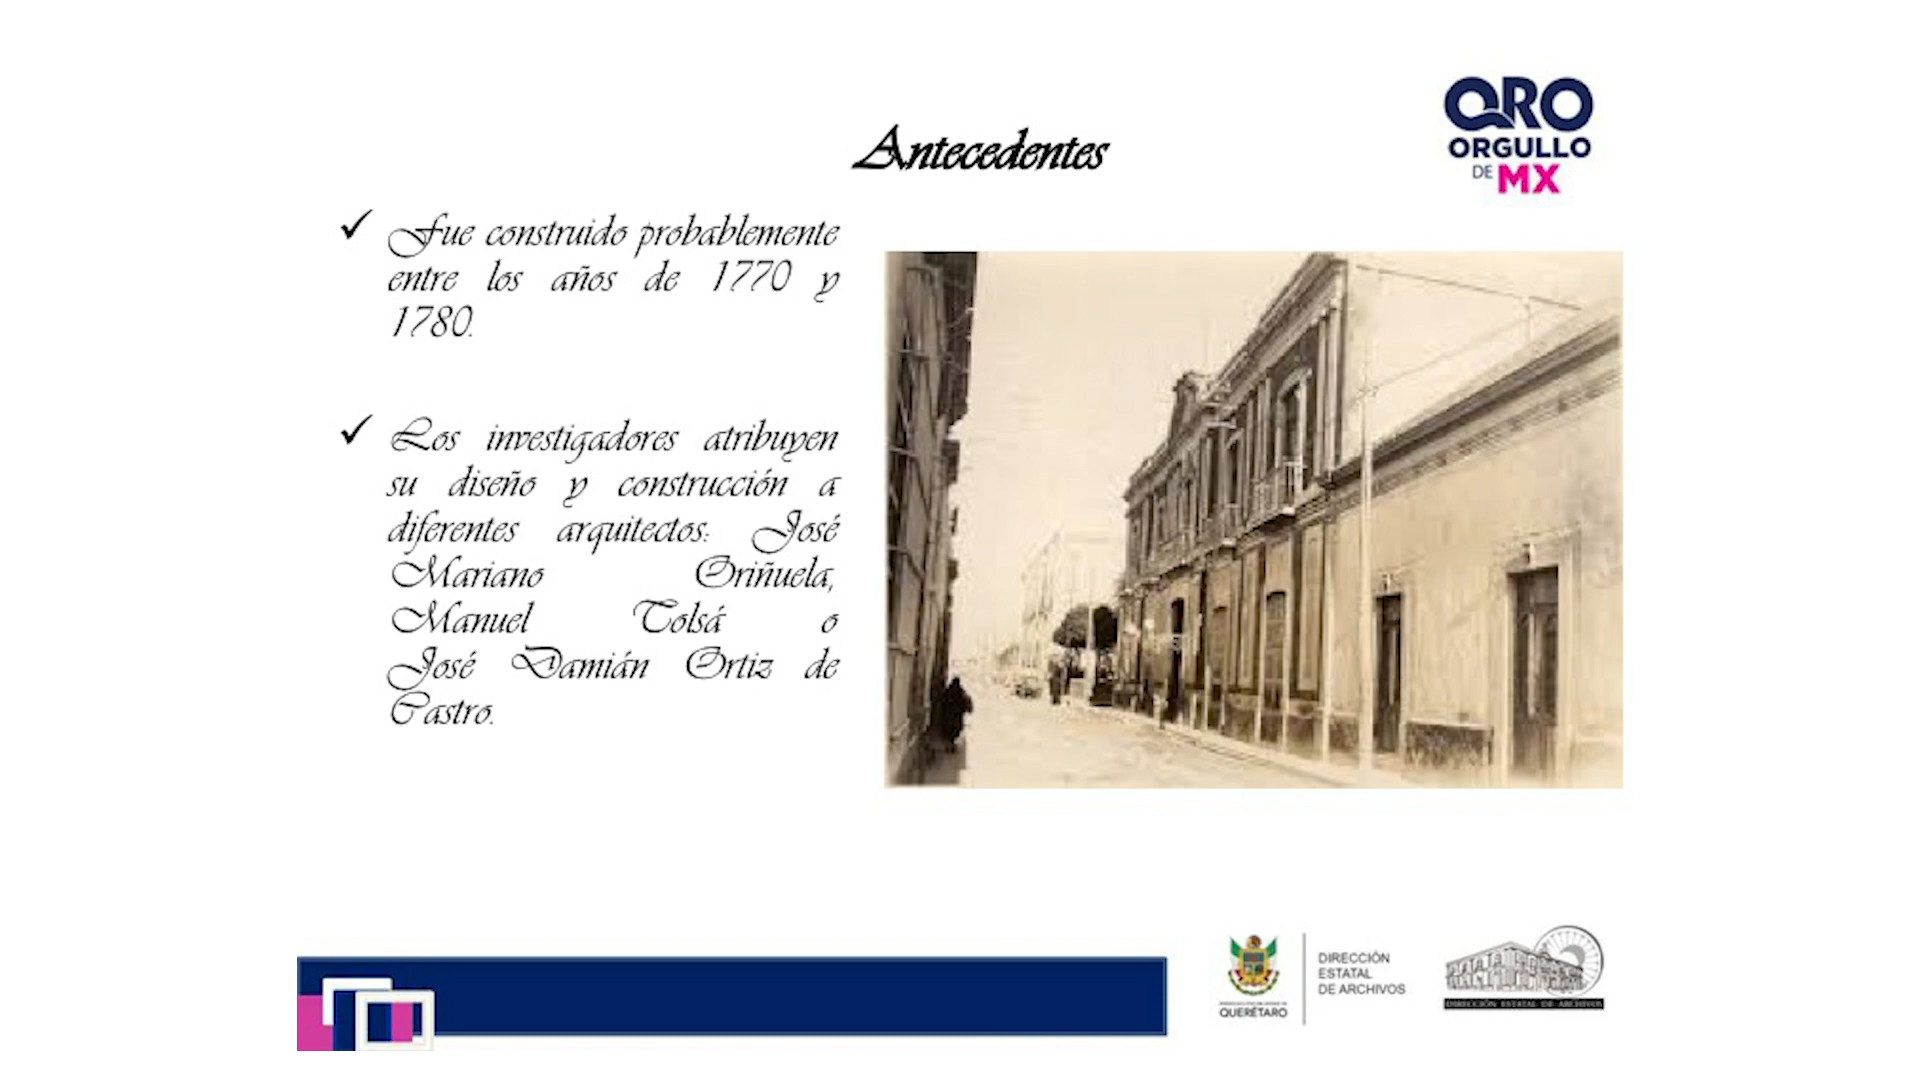 QRO
ORGULLO
DE MX
Antecedentes
✓ Fue construido probablemente
entre los años de 1770 y
1780.
✓ Los investigadores atribuyen
su diseño y construcción a
diferentes arquitectos: José
Mariano Oriñuela,
Manuel Tolsá o
José Damián Ortiz de
Castro.
QUERÉTARO
DIRECCIÓN
ESTATAL
DE ARCHIVOS
DIRECCIÓN ESTATAL DE ARCHIVOS